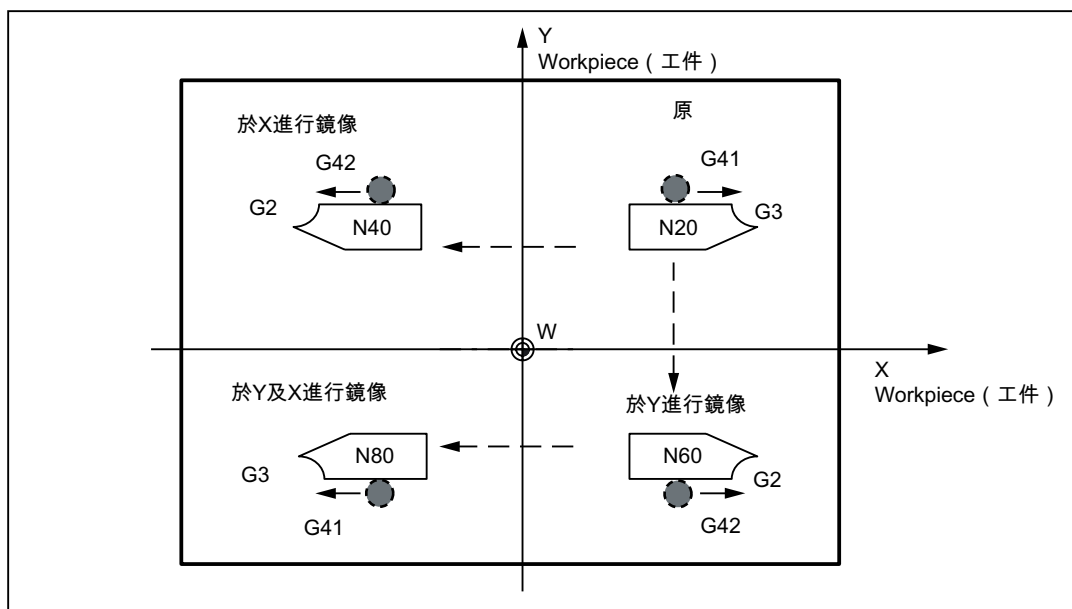 Y
Workpiece（工件）
原
於X進行鏡像
G42
G41
G2
G3
N40
N20
W
X
Workpiece（工件）
於Y及X進行鏡像
於Y進行鏡像
N80
N60
G3
G2
G41
G42